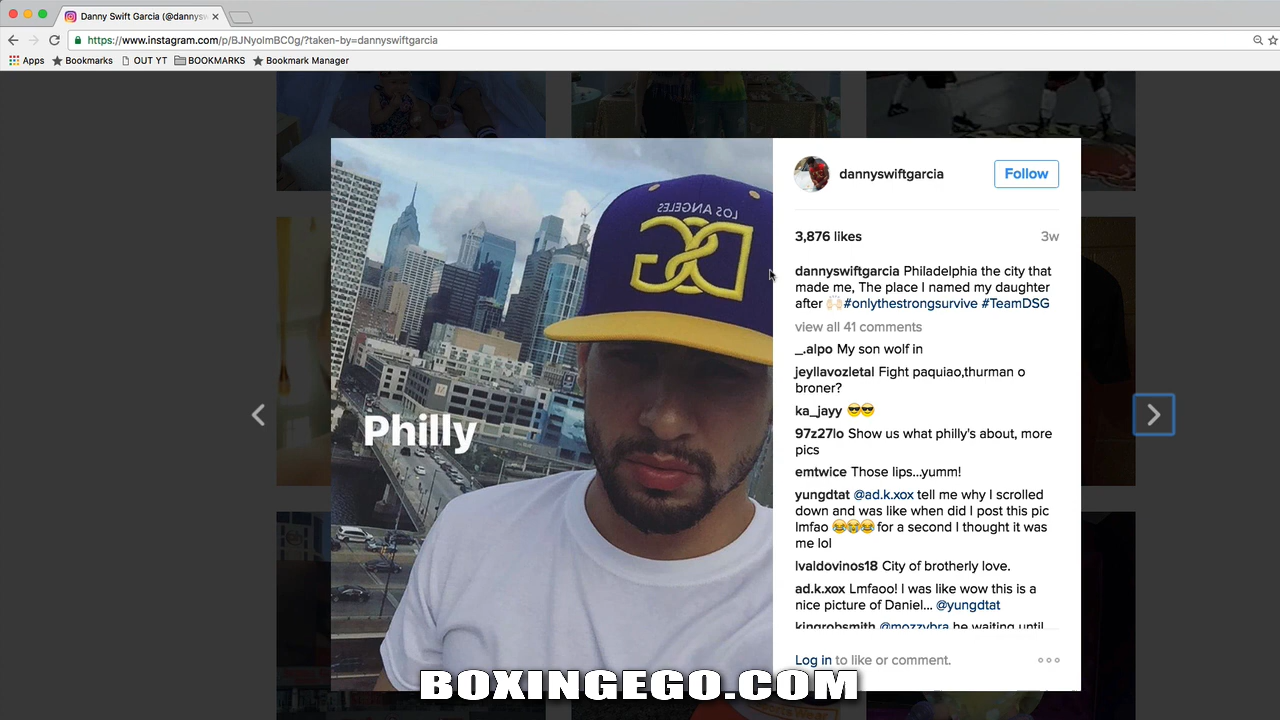 Danny Swift Garcia (@dannysw
https://www.instagram.com/p/BJNyolmBC0g/?taken-by=dannyswiftgarcia
Apps Bookmarks OUT YT BOOKMARKS Bookmark Manager
LOS ANGELES
Philly
dannyswiftgarcia
Follow
3,876 likes 3w
dannyswiftgarcia Philadelphia the city that
made me, The place I named my daughter
after 🙌🏻#onlythestrongsurvive #TeamDSG
view all 41 comments
_.alpo My son wolf in
jeyllavozletal Fight paquiao,thurman o
broner?
ka_jayy 😎😎
97z27lo Show us what philly's about, more
pics
emtwice Those lips...yumm!
yungdtat @ad.k.xox tell me why I scrolled
down and was like when did I post this pic
lmfao 😂😭😂 for a second I thought it was
me lol
lvaldovinos18 City of brotherly love.
ad.k.xox Lmfaoo! I was like wow this is a
nice picture of Daniel... @yungdtat
kingrobsmith @mozzybra he waiting until
Log in to like or comment.
BOXINGEGO.COM